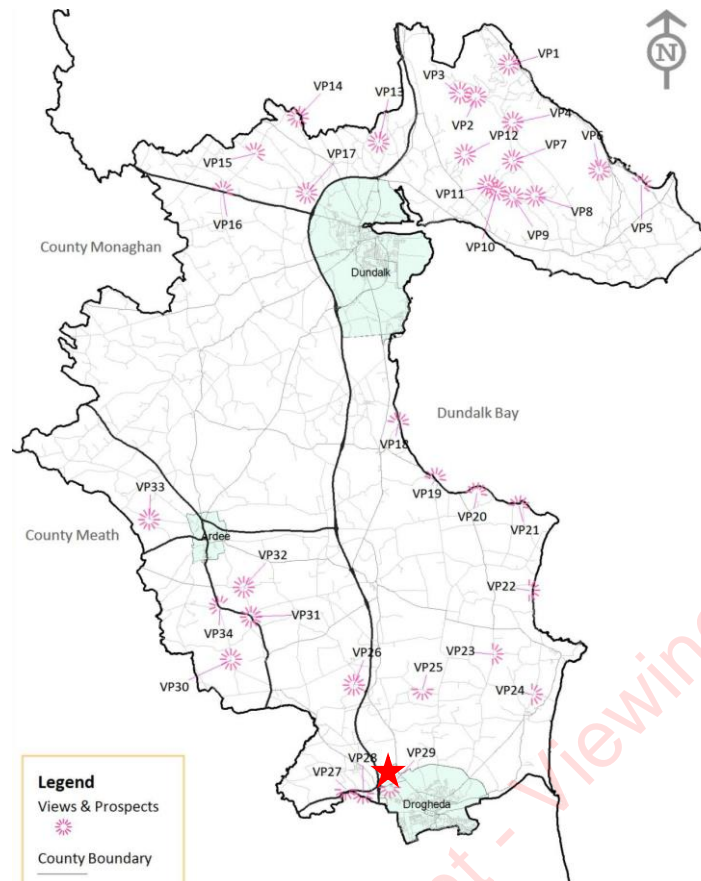 N
VP1
VP3
VP14
VP13
VP2
VP4
VP12
VP7
VP6
VP15
VP17
VP11
VP16
VP8
VP5
VP10
VP9
County Monaghan
Dundalk
Dundalk Bay
VP18
VP19
VP20
VP21
VP33
County Meath
Ardee
VP32
VP22
VP31
VP34
VP23
VP26
VP25
VP30
VP24
VP28
VP29
VP27
Drogheda
Legend
Views & Prospects
County Boundary
t - Viewin